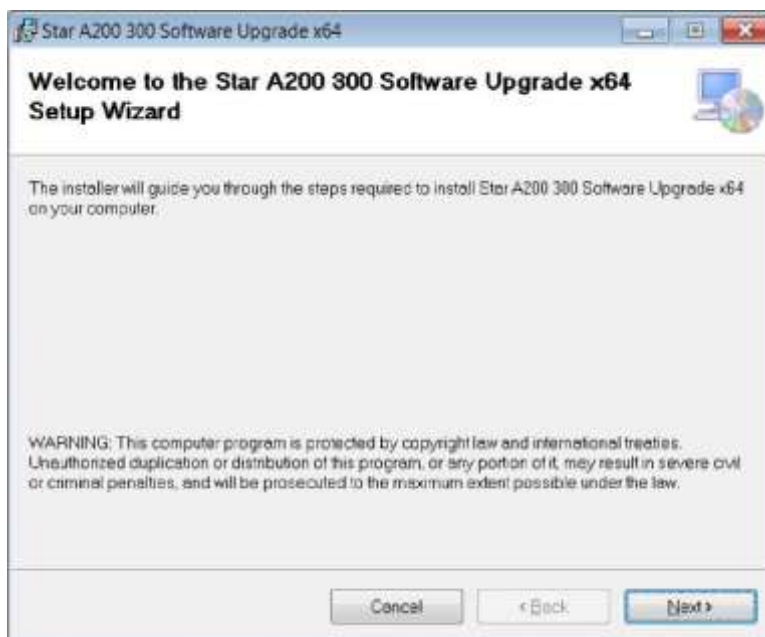 Star A200 300 Software Upgrade x64
Welcome to the Star A200 300 Software Upgrade x64
Setup Wizard
The installer will guide you through the steps required to install Star A200 300 Software Upgrade x64
on your computer.
WARNING: This computer program is protected by copyright law and international treaties.
Unauthorized duplication or distribution of this program, or any portion of it, may result in severe civil
or criminal penalties, and will be prosecuted to the maximum extent possible under the law.
Cancel
< Back
Next >